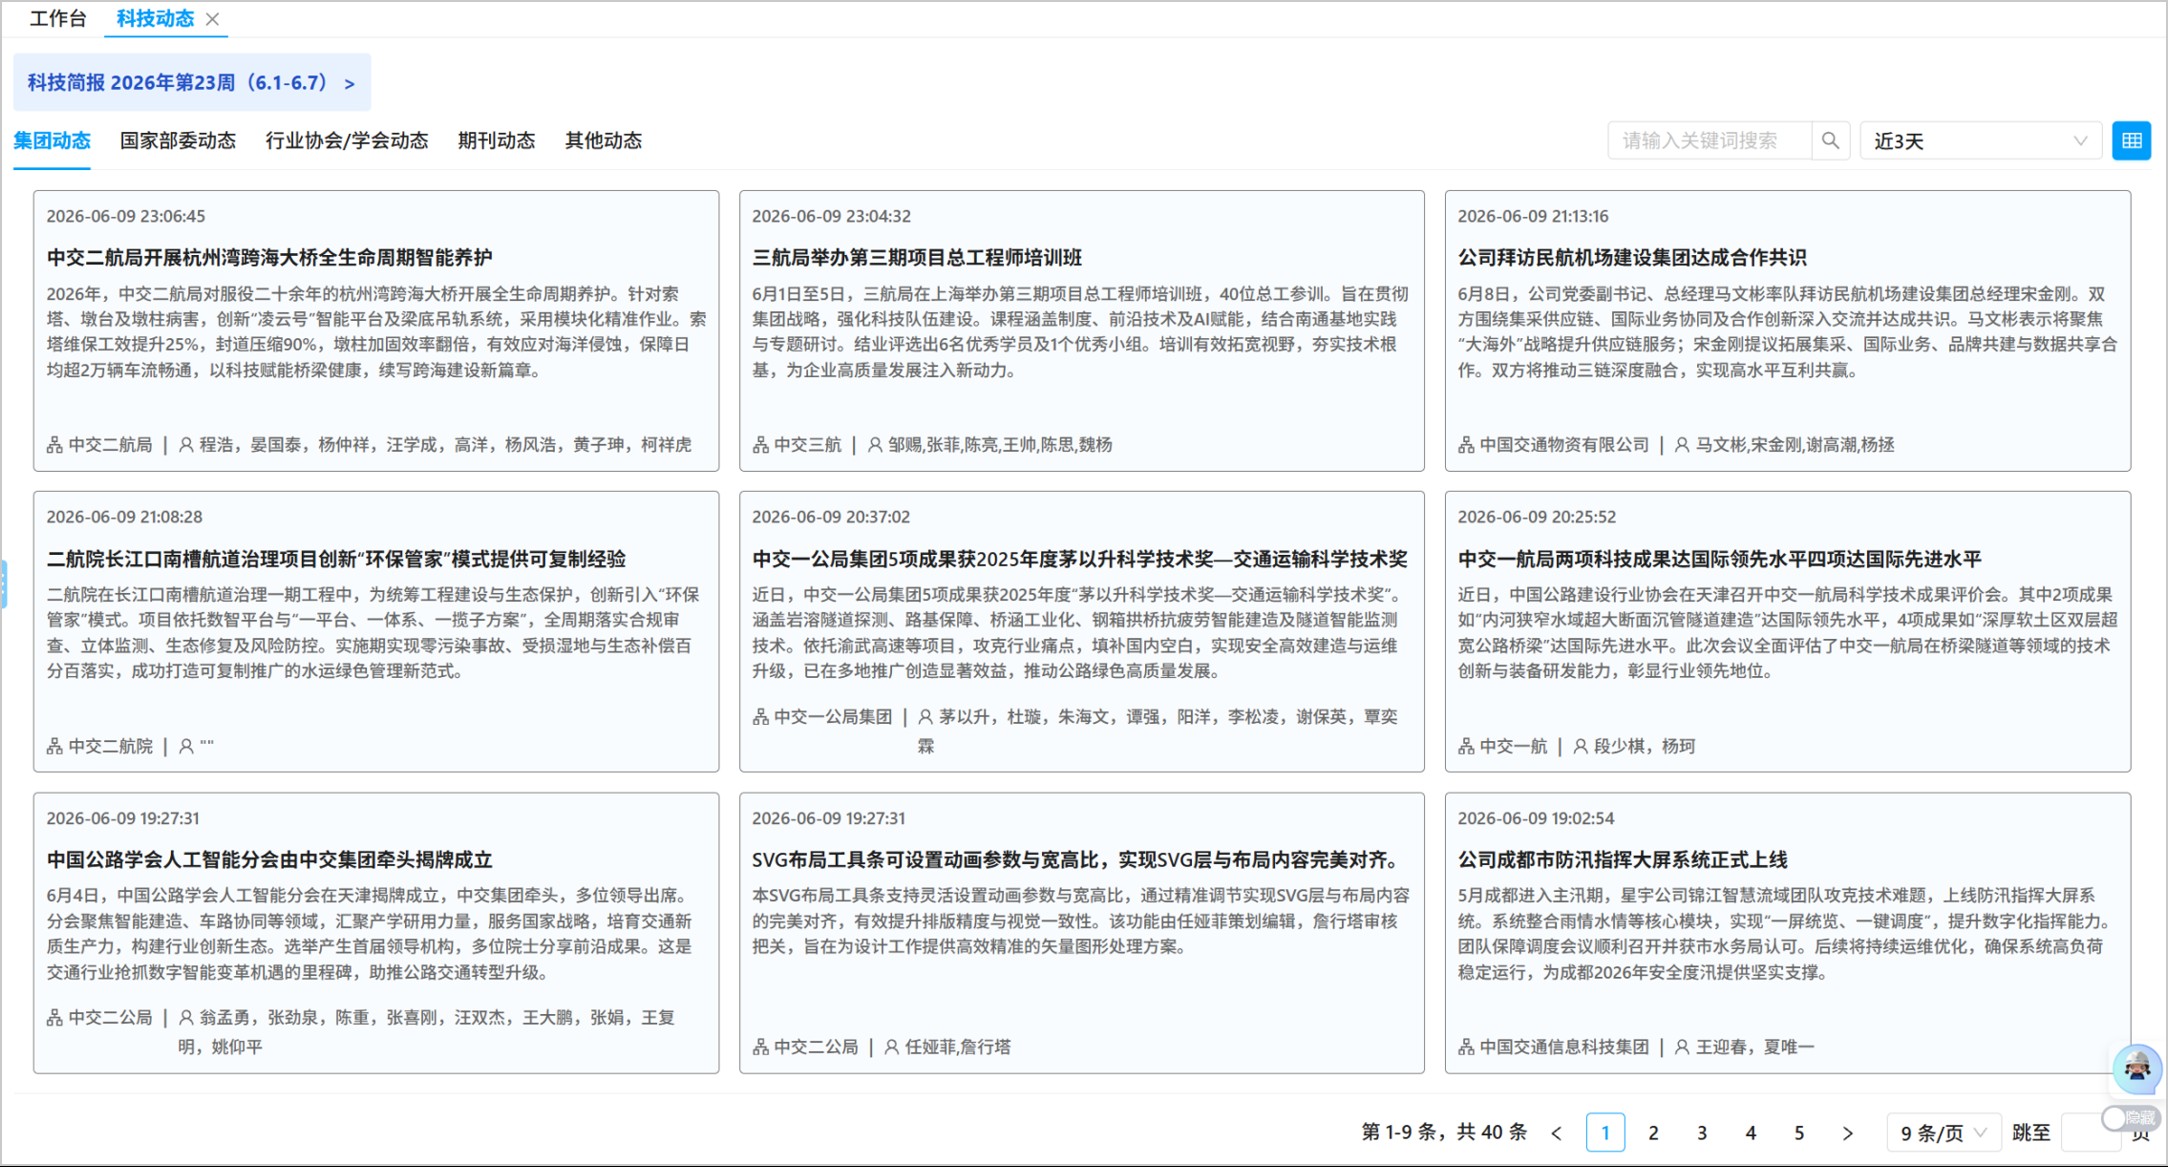 工作台 科技动态
科技简报 2026年第23周（6.1-6.7） >
集团动态 国家部委动态 行业协会/学会动态 期刊动态 其他动态 请输入关键词搜索 近3天
2026-06-09 23:06:45
中交二航局开展杭州湾跨海大桥全生命周期智能养护
2026年，中交二航局对服役二十余年的杭州湾跨海大桥开展全生命周期养护。针对索
塔、墩台及墩柱病害，创新“凌云号”智能平台及梁底吊轨系统，采用模块化精准作业。索
塔维保工效提升25%，封道压缩90%，墩柱加固效率翻倍，有效应对海洋侵蚀，保障日
均超2万辆车流畅通，以科技赋能桥梁健康，续写跨海建设新篇章。
中交二航局 | 程浩，晏国泰，杨仲祥，汪学成，高洋，杨风浩，黄子珅，柯祥虎
2026-06-09 23:04:32
三航局举办第三期项目总工程师培训班
6月1日至5日，三航局在上海举办第三期项目总工程师培训班，40位总工参训。旨在贯彻
集团战略，强化科技队伍建设。课程涵盖制度、前沿技术及AI赋能，结合南通基地实践
与专题研讨。结业评选出6名优秀学员及1个优秀小组。培训有效拓宽视野，夯实技术根
基，为企业高质量发展注入新动力。
中交三航 | 邹赐,张菲,陈亮,王帅,陈思,魏杨
2026-06-09 21:13:16
公司拜访民航机场建设集团达成合作共识
6月8日，公司党委副书记、总经理马文彬率队拜访民航机场建设集团总经理宋金刚。双
方围绕集采供应链、国际业务协同及合作创新深入交流并达成共识。马文彬表示将聚焦
“大海外”战略提升供应链服务；宋金刚提议拓展集采、国际业务、品牌共建与数据共享合
作。双方将推动三链深度融合，实现高水平互利共赢。
中国交通物资有限公司 | 马文彬,宋金刚,谢高潮,杨拯
2026-06-09 21:08:28
二航院长江口南槽航道治理项目创新“环保管家”模式提供可复制经验
二航院在长江口南槽航道治理一期工程中，为统筹工程建设与生态保护，创新引入“环保
管家”模式。项目依托数智平台与“一平台、一体系、一揽子方案”，全周期落实合规审
查、立体监测、生态修复及风险防控。实施期实现零污染事故、受损湿地与生态补偿百
分百落实，成功打造可复制推广的水运绿色管理新范式。
中交二航院 | ""
2026-06-09 20:37:02
中交一公局集团5项成果获2025年度茅以升科学技术奖—交通运输科学技术奖
近日，中交一公局集团5项成果获2025年度“茅以升科学技术奖—交通运输科学技术奖”。
涵盖岩溶隧道探测、路基保障、桥涵工业化、钢箱拱桥抗疲劳智能建造及隧道智能监测
技术。依托渝武高速等项目，攻克行业痛点，填补国内空白，实现安全高效建造与运维
升级，已在多地推广创造显著效益，推动公路绿色高质量发展。
中交一公局集团 | 茅以升，杜璇，朱海文，谭强，阳洋，李松凌，谢保英，覃奕
霖
2026-06-09 20:25:52
中交一航局两项科技成果达国际领先水平四项达国际先进水平
近日，中国公路建设行业协会在天津召开中交一航局科学技术成果评价会。其中2项成果
如“内河狭窄水域超大断面沉管隧道建造”达国际领先水平，4项成果如“深厚软土区双层超
宽公路桥梁”达国际先进水平。此次会议全面评估了中交一航局在桥梁隧道等领域的技术
创新与装备研发能力，彰显行业领先地位。
中交一航 | 段少棋，杨珂
2026-06-09 19:27:31
中国公路学会人工智能分会由中交集团牵头揭牌成立
6月4日，中国公路学会人工智能分会在天津揭牌成立，中交集团牵头，多位领导出席。
分会聚焦智能建造、车路协同等领域，汇聚产学研用力量，服务国家战略，培育交通新
质生产力，构建行业创新生态。选举产生首届领导机构，多位院士分享前沿成果。这是
交通行业抢抓数字智能变革机遇的里程碑，助推公路交通转型升级。
中交二公局 | 翁孟勇，张劲泉，陈重，张喜刚，汪双杰，王大鹏，张娟，王复
明，姚仰平
2026-06-09 19:27:31
SVG布局工具条可设置动画参数与宽高比，实现SVG层与布局内容完美对齐。
本SVG布局工具条支持灵活设置动画参数与宽高比，通过精准调节实现SVG层与布局内容
的完美对齐，有效提升排版精度与视觉一致性。该功能由任娅菲策划编辑，詹行塔审核
把关，旨在为设计工作提供高效精准的矢量图形处理方案。
中交二公局 | 任娅菲,詹行塔
2026-06-09 19:02:54
公司成都市防汛指挥大屏系统正式上线
5月成都进入主汛期，星宇公司锦江智慧流域团队攻克技术难题，上线防汛指挥大屏系
统。系统整合雨情水情等核心模块，实现“一屏统览、一键调度”，提升数字化指挥能力。
团队保障调度会议顺利召开并获市水务局认可。后续将持续运维优化，确保系统高负荷
稳定运行，为成都2026年安全度汛提供坚实支撑。
中国交通信息科技集团 | 王迎春，夏唯一
隐藏
第 1-9 条，共 40 条 < 1 2 3 4 5 > 9 条/页 跳至 页